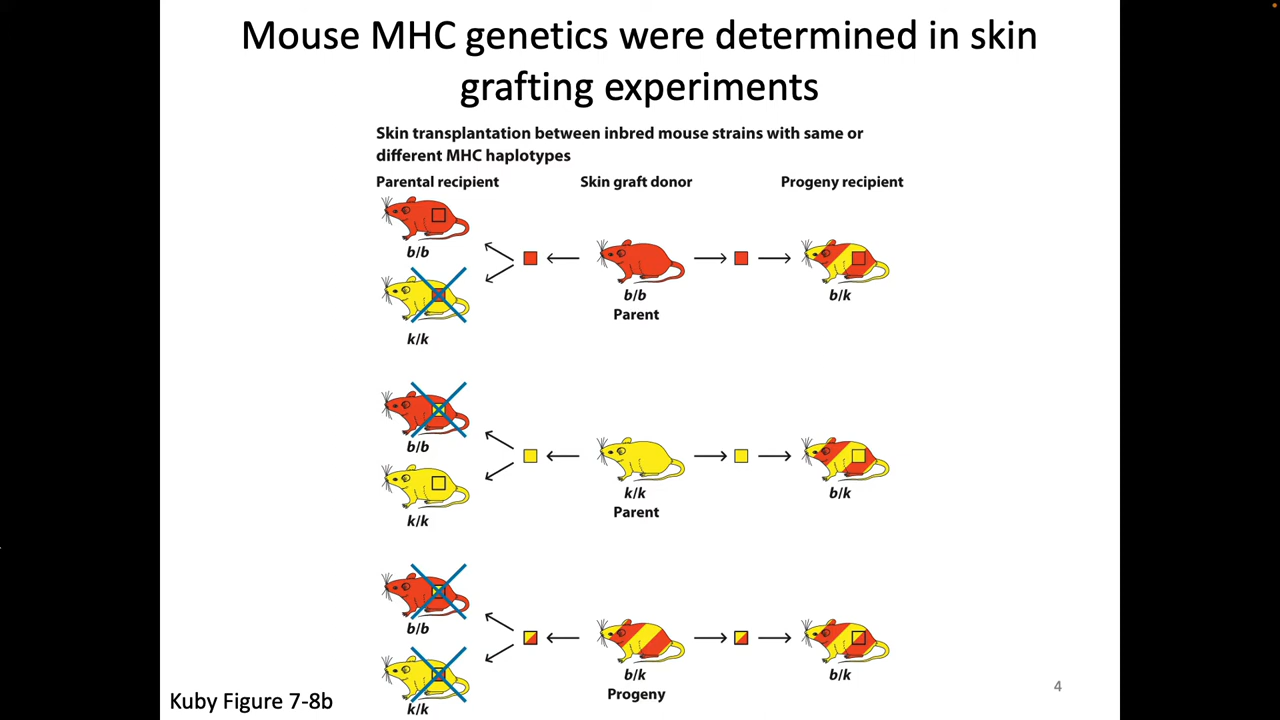 Mouse MHC genetics were determined in skin
grafting experiments
Skin transplantation between inbred mouse strains with same or
different MHC haplotypes
Parental recipient
Skin graft donor
Progeny recipient
b/b
k/k
b/b
Parent
b/k
b/b
k/k
k/k
Parent
b/k
b/b
k/k
b/k
Progeny
b/k
Kuby Figure 7-8b
4